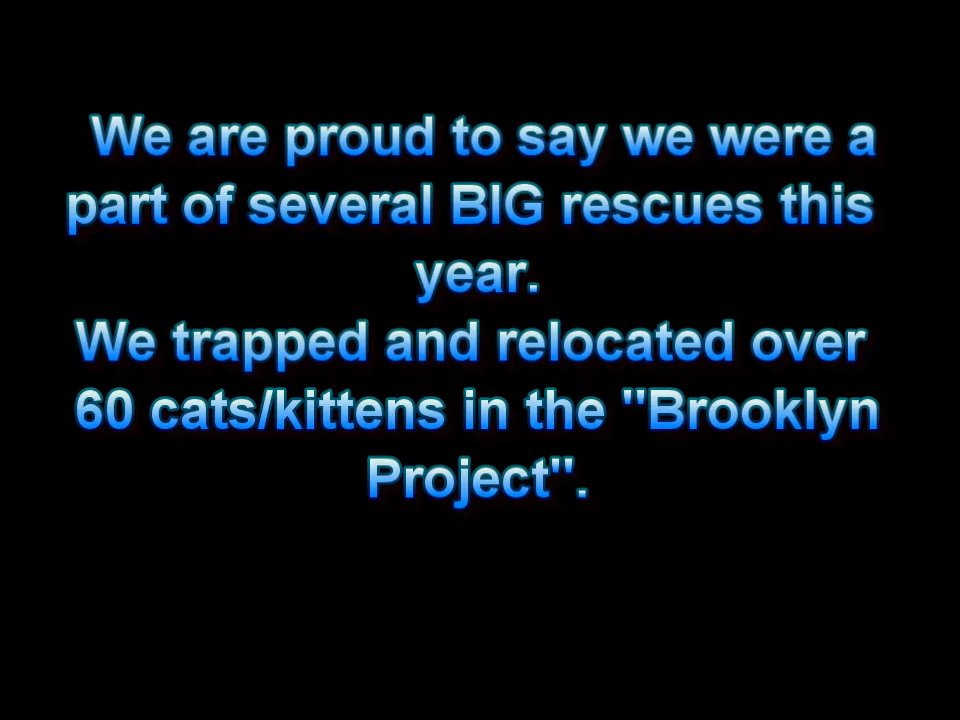 We are proud to say we were a
part of several BIG rescues this
year.
We trapped and relocated over
60 cats/kittens in the "Brooklyn
Project".